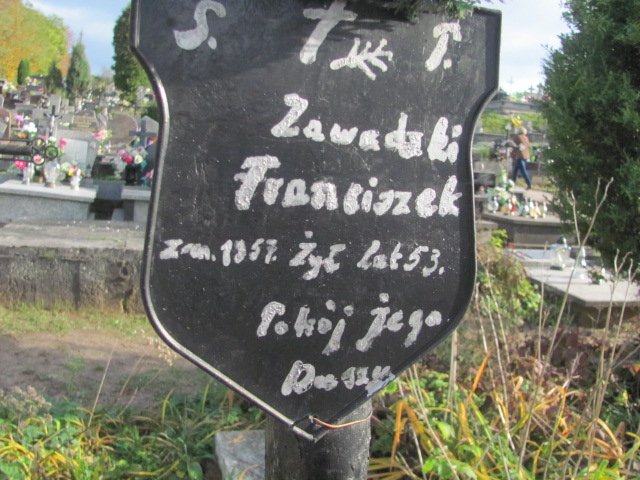 S. P.
Zawadzki
Franciszek
zm. 1957. Żył lat 53.
Pokój jego
Duszy